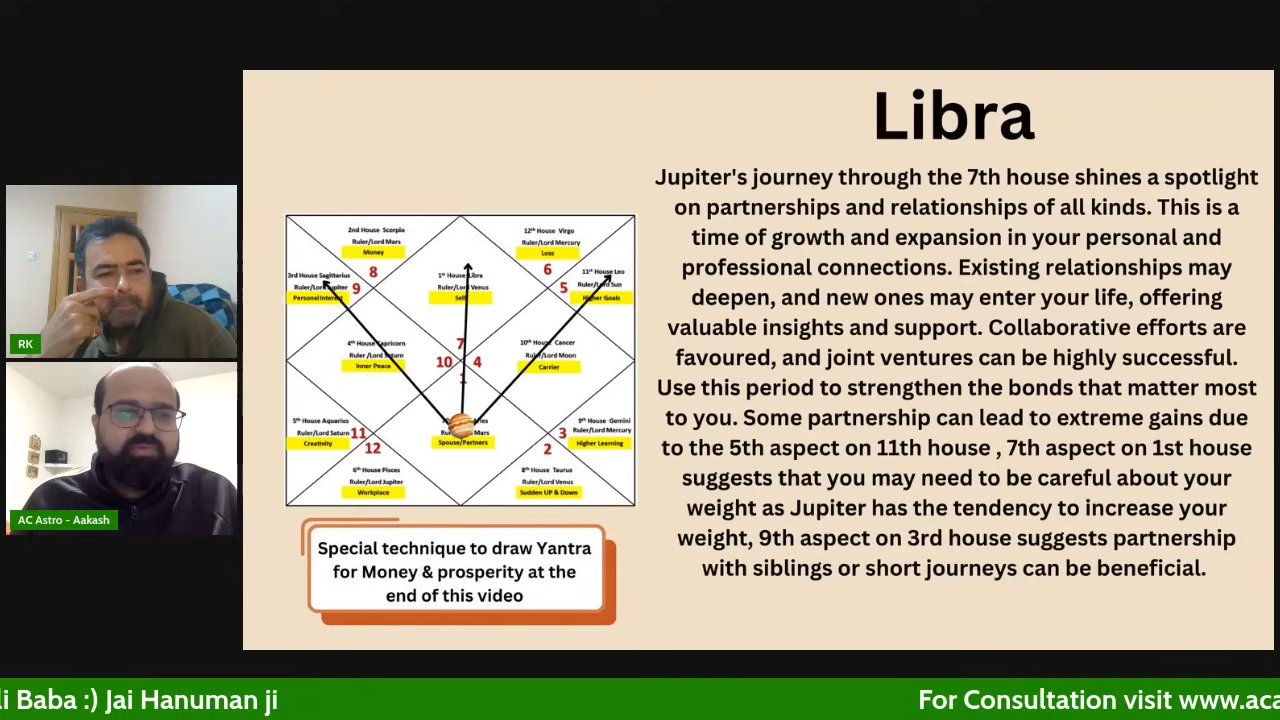 Libra
Jupiter's journey through the 7th house shines a spotlight
on partnerships and relationships of all kinds. This is a
time of growth and expansion in your personal and
professional connections. Existing relationships may
deepen, and new ones may enter your life, offering
valuable insights and support. Collaborative efforts are
favoured, and joint ventures can be highly successful.
Use this period to strengthen the bonds that matter most
to you. Some partnership can lead to extreme gains due
to the 5th aspect on 11th house , 7th aspect on 1st house
suggests that you may need to be careful about your
weight as Jupiter has the tendency to increase your
weight, 9th aspect on 3rd house suggests partnership
with siblings or short journeys can be beneficial.
2nd House Scorpio
Ruler/Lord Mars
Money
8
12th House Virgo
Ruler/Lord Mercury
Loss
6
3rd House Sagittarius
Ruler/Lord Jupiter
Personal Interest
9
1st House Libra
Ruler/Lord Venus
Self
7
11st House Leo
Ruler/Lord Sun
Higher Goals
5
4th House Capricorn
Ruler/Lord Saturn
Inner Peace
10
10th House Cancer
Ruler/Lord Moon
Carrier
4
5th House Aquarius
Ruler/Lord Saturn
Creativity
11
Mars
Spouse/Partners
9th House Gemini
Ruler/Lord Mercury
Higher Learning
3
12
6th House Pisces
Ruler/Lord Jupiter
Workplace
2
8th House Taurus
Ruler/Lord Venus
Sudden UP & Down
Special technique to draw Yantra
for Money & prosperity at the
end of this video
RK
AC Astro - Aakash
li Baba :) Jai Hanuman ji
For Consultation visit www.aca